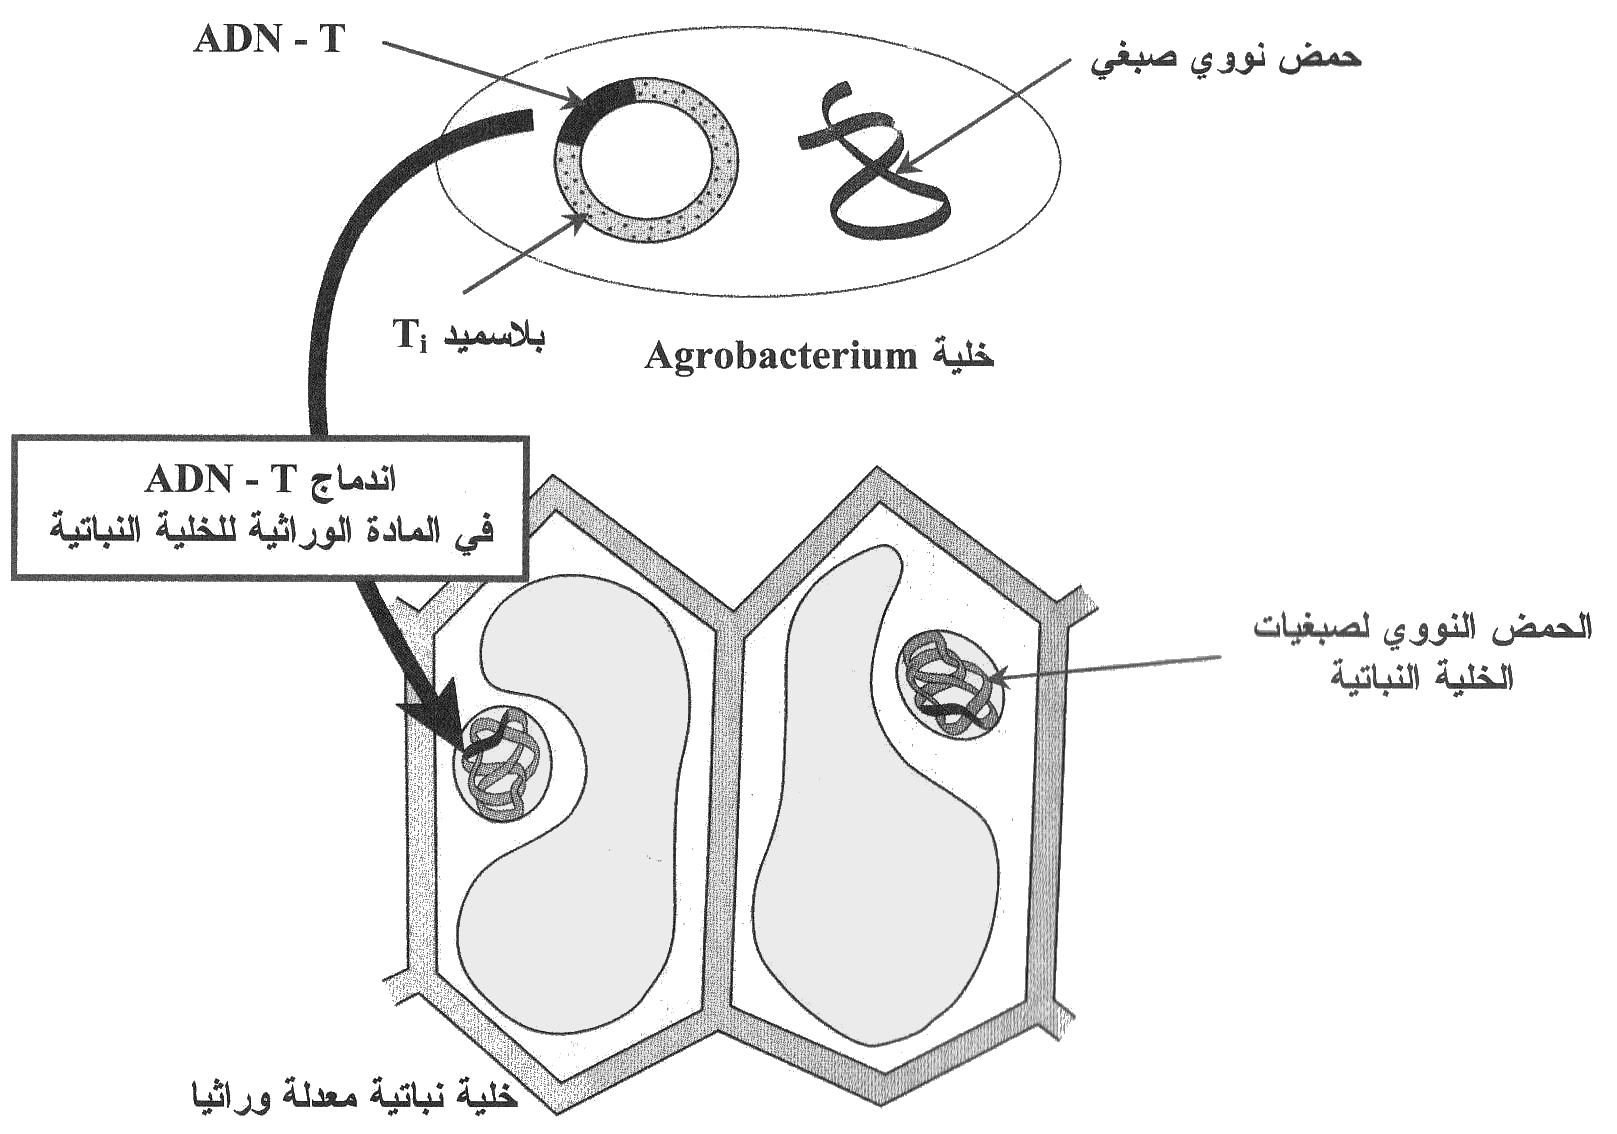 ADN - T
حمض نووي صبغي
بلاسميد Ti
خلية Agrobacterium
اندماج ADN - T
في المادة الوراثية للخلية النباتية
الحمض النووي لصبغيات
الخلية النباتية
خلية نباتية معدلة وراثيا